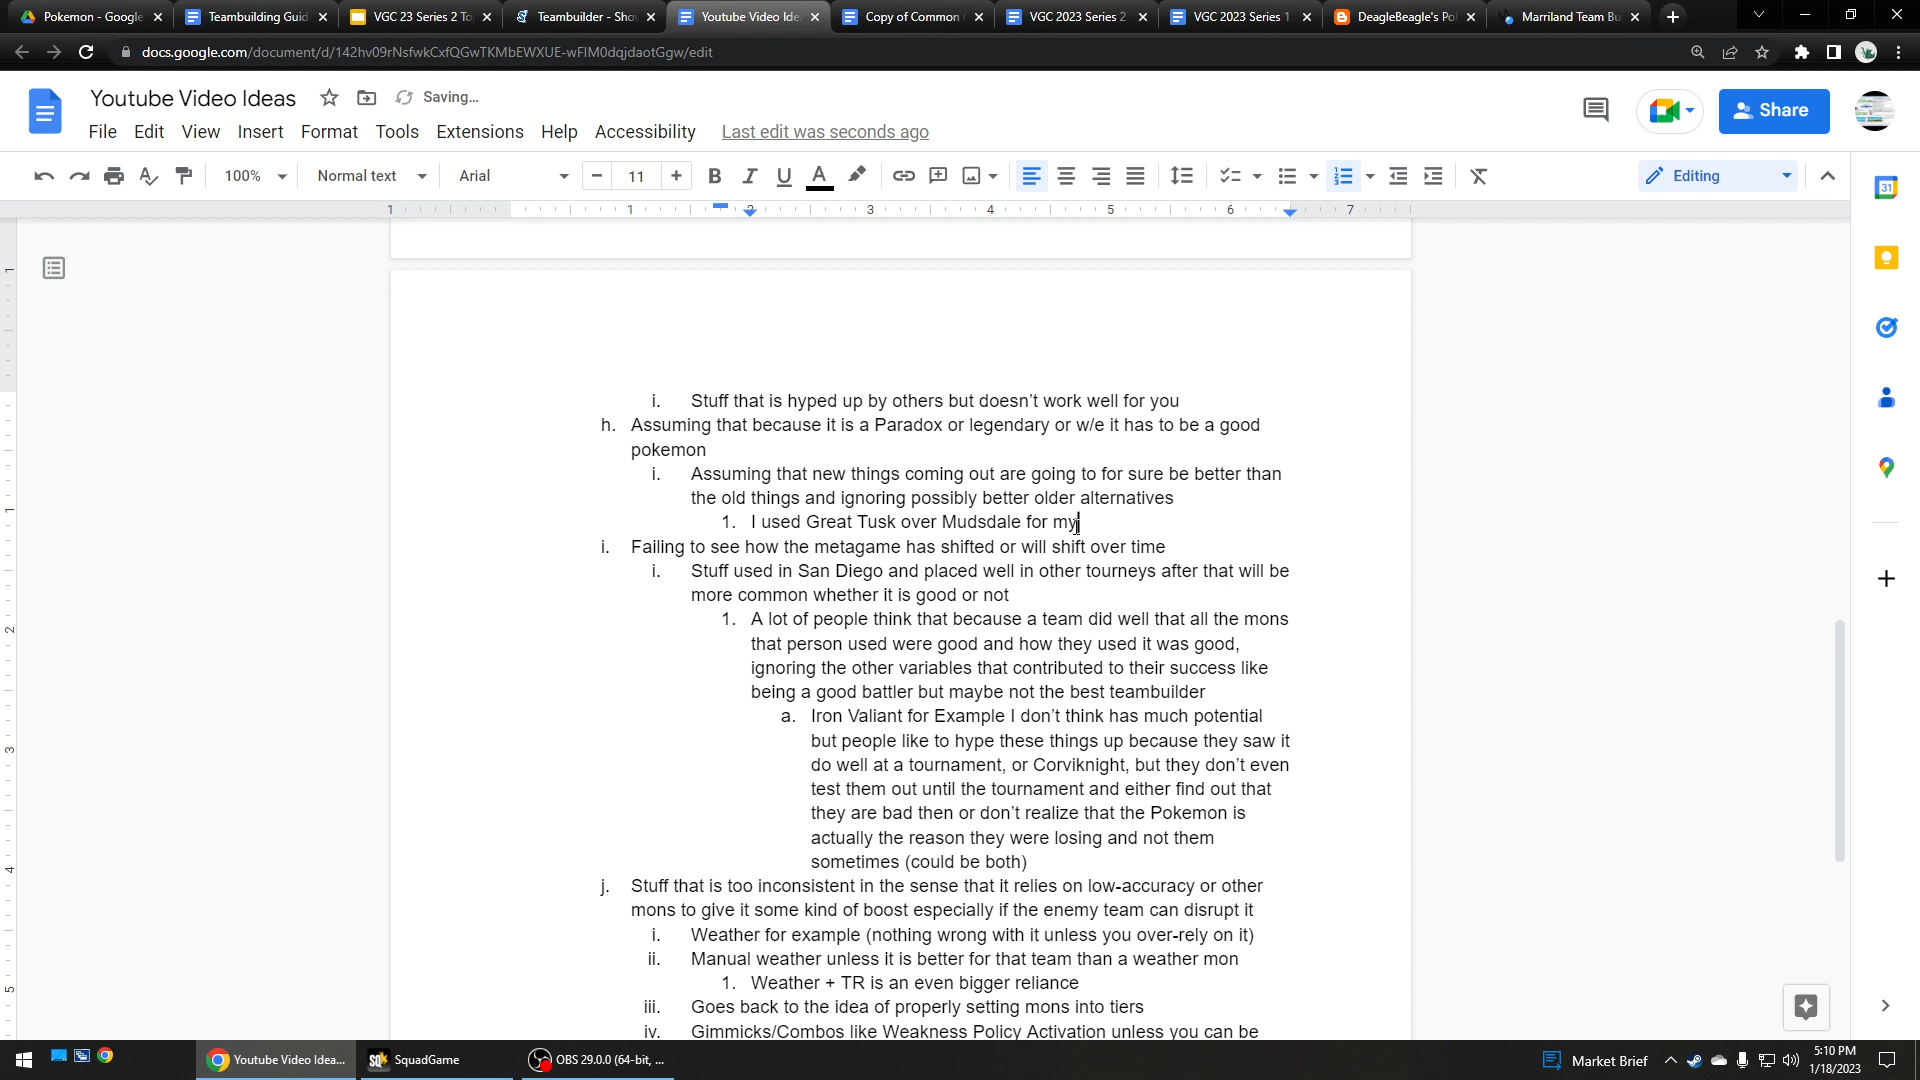 Pokemon - Google
Teambuilding Guid
VGC 23 Series 2 To
Teambuilder - Sho
Youtube Video Ide
Copy of Common
VGC 2023 Series 2
VGC 2023 Series 1
DeagleBeagle's Po
Marriland Team Bu
docs.google.com/document/d/142hv09rNsfwkCxfQGwTKMbEWXUE-wFIM0dqjdaotGgw/edit
Youtube Video Ideas
Saving...
Share
File Edit View Insert Format Tools Extensions Help Accessibility Last edit was seconds ago
100% Normal text Arial 11 Editing
31
1 1 2 3 4 5 6 7
i. Stuff that is hyped up by others but doesn't work well for you
h. Assuming that because it is a Paradox or legendary or w/e it has to be a good
pokemon
i. Assuming that new things coming out are going to for sure be better than
the old things and ignoring possibly better older alternatives
1. I used Great Tusk over Mudsdale for my
i. Failing to see how the metagame has shifted or will shift over time
i. Stuff used in San Diego and placed well in other tourneys after that will be
more common whether it is good or not
1. A lot of people think that because a team did well that all the mons
that person used were good and how they used it was good,
ignoring the other variables that contributed to their success like
being a good battler but maybe not the best teambuilder
a. Iron Valiant for Example I don't think has much potential
but people like to hype these things up because they saw it
do well at a tournament, or Corviknight, but they don't even
test them out until the tournament and either find out that
they are bad then or don't realize that the Pokemon is
actually the reason they were losing and not them
sometimes (could be both)
j. Stuff that is too inconsistent in the sense that it relies on low-accuracy or other
mons to give it some kind of boost especially if the enemy team can disrupt it
i. Weather for example (nothing wrong with it unless you over-rely on it)
ii. Manual weather unless it is better for that team than a weather mon
1. Weather + TR is an even bigger reliance
iii. Goes back to the idea of properly setting mons into tiers
iv. Gimmicks/Combos like Weakness Policy Activation unless you can be
1
1
2
3
4
5
Youtube Video Idea...
SquadGame
OBS 29.0.0 (64-bit, ...
Market Brief
5:10 PM
1/18/2023